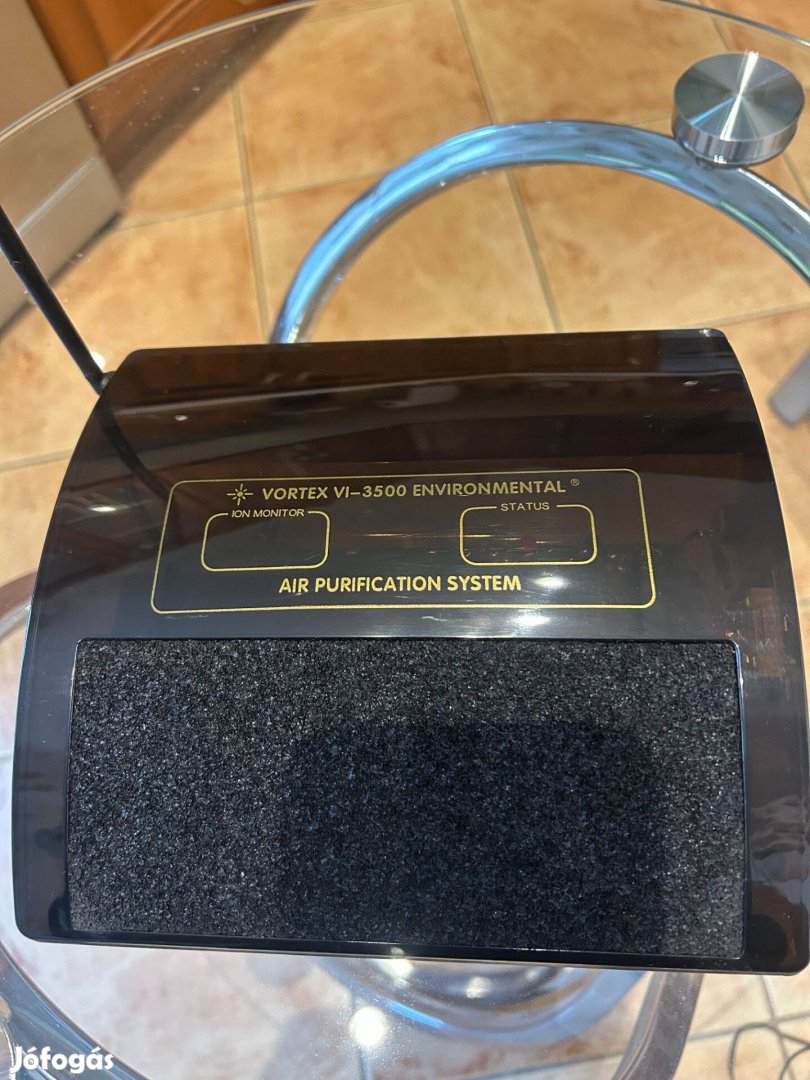 VORTEX VI-3500 ENVIRONMENTAL®
ION MONITOR
STATUS
AIR PURIFICATION SYSTEM
Jófogás